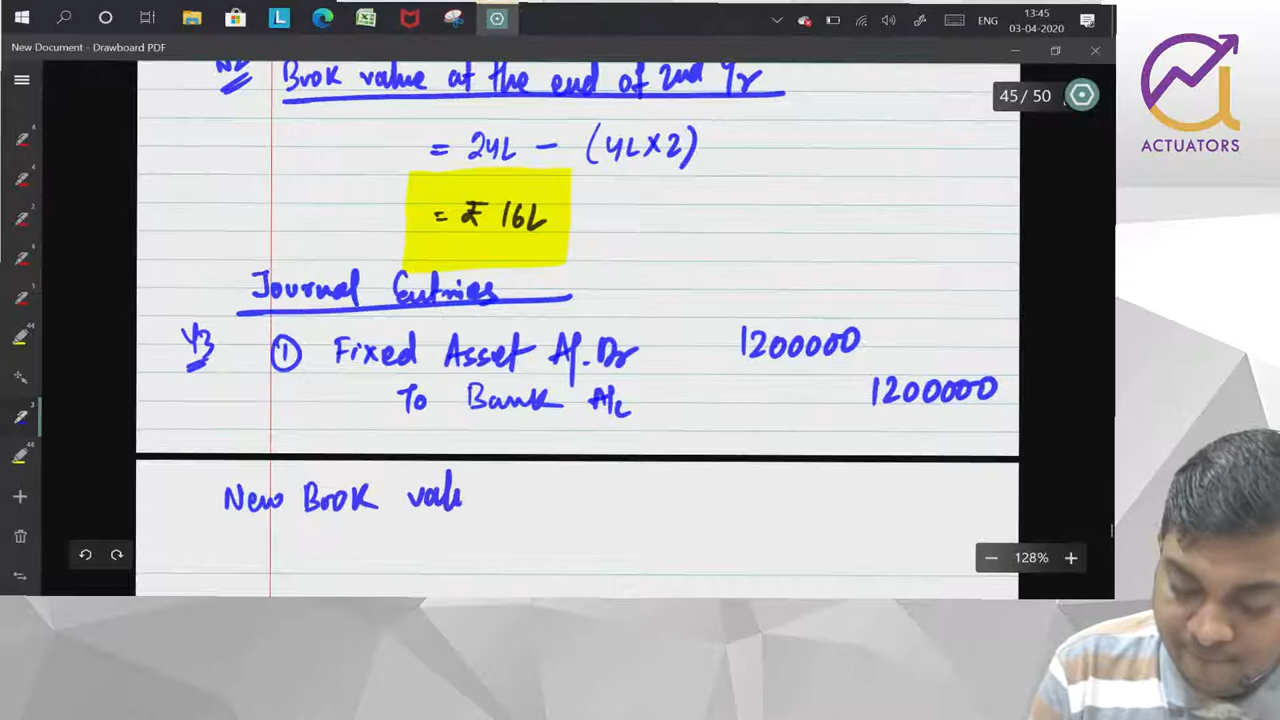 13:45
ENG
03-04-2020
New Document - Drawboard PDF
Book value at the end of 2nd Yr
45 / 50
= 24L - (4L×2)
= ₹ 16L
ACTUATORS
Journal Entries
Y3 ① Fixed Asset A/c. Dr 1200000
To Bank A/c 1200000
New Book valu
128%